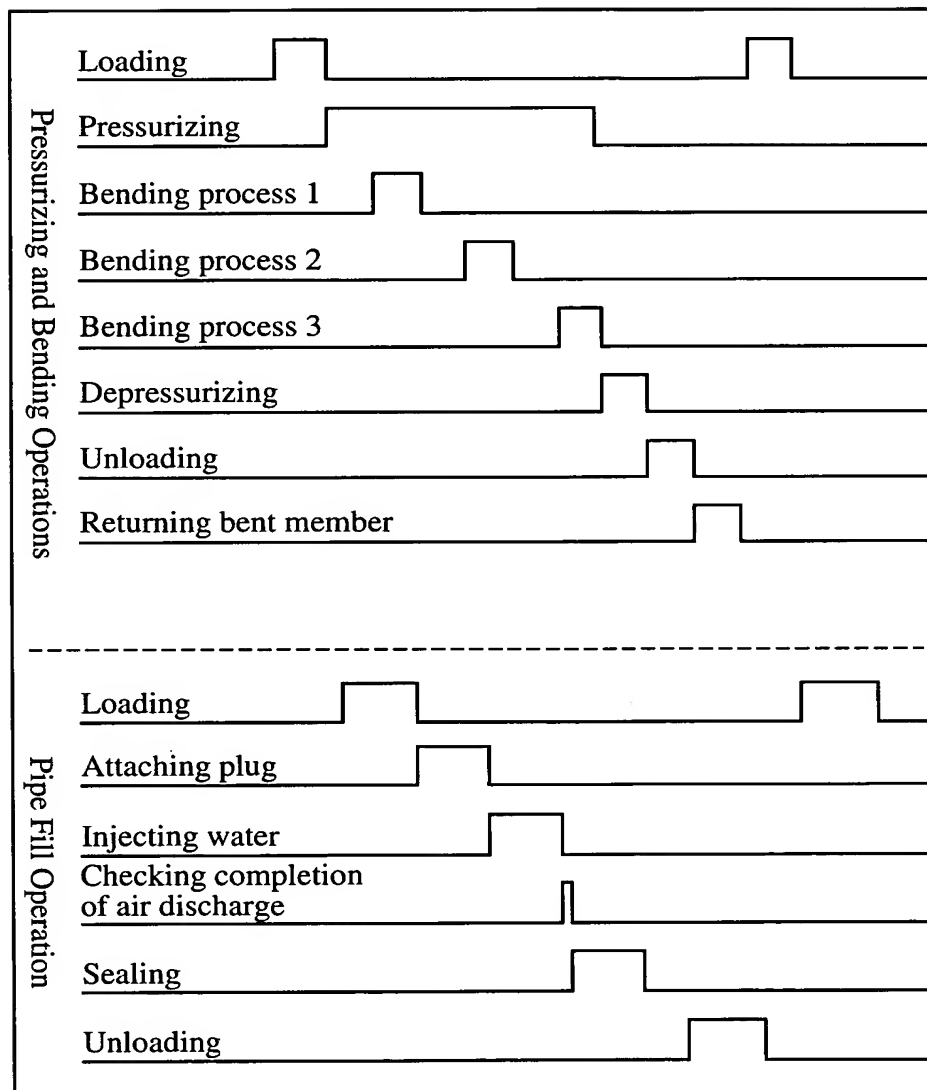 Pressurizing and Bending Operations
Loading
Pressurizing
Bending process 1
Bending process 2
Bending process 3
Depressurizing
Unloading
Returning bent member
Pipe Fill Operation
Loading
Attaching plug
Injecting water
Checking completion
of air discharge
Sealing
Unloading